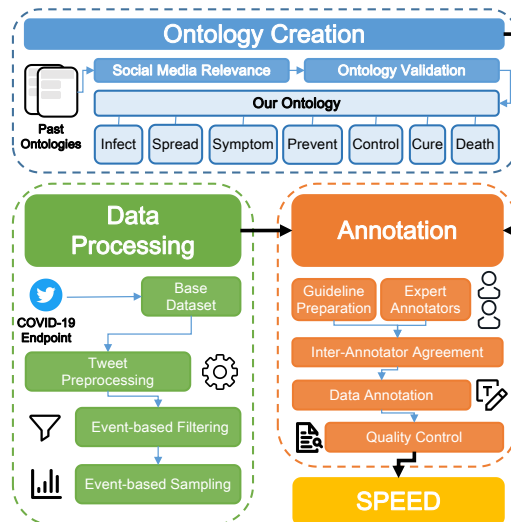 Ontology Creation
Social Media Relevance
Ontology Validation
Our Ontology
Past
Ontologies
Infect
Spread
Symptom
Prevent
Control
Cure
Death
Data
Processing
COVID-19
Endpoint
Base
Dataset
Tweet
Preprocessing
Event-based Filtering
Event-based Sampling
Annotation
Guideline
Preparation
Expert
Annotators
Inter-Annotator Agreement
Data Annotation
T
Quality Control
SPEED